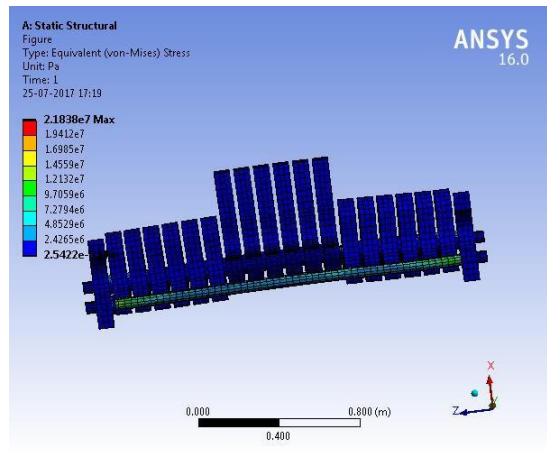 A: Static Structural
Figure
Type: Equivalent (von-Mises) Stress
Unit: Pa
Time: 1
25-07-2017 17:19
ANSYS
16.0
2.1838e7 Max
1.9412e7
1.6985e7
1.4559e7
1.2132e7
9.7059e6
7.2794e6
4.8529e6
2.4265e6
2.5422e-
X
Z
0.000
0.800 (m)
0.400